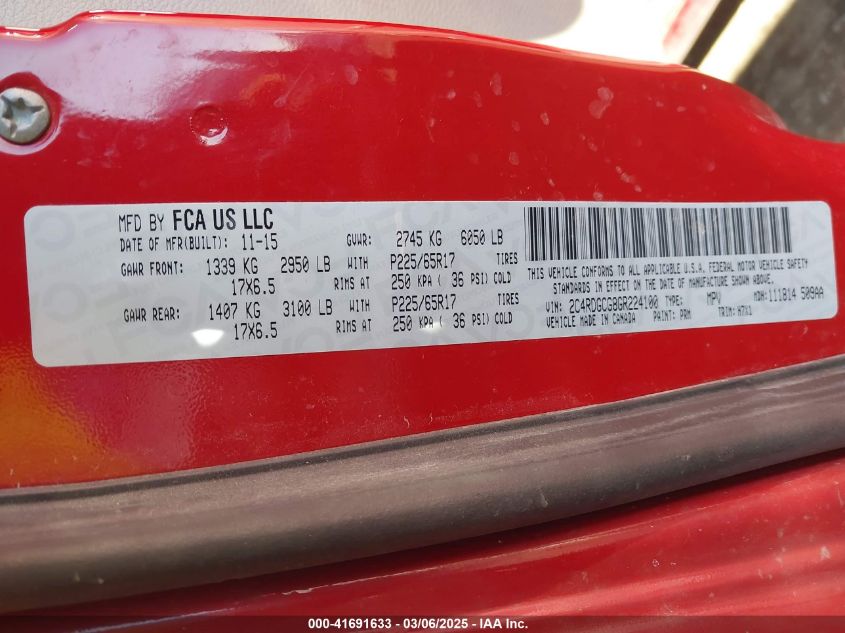 MFD BY FCA US LLC
DATE OF MFR(BUILT): 11-15 GVWR: 2745 KG 6050 LB
GAWR FRONT: 1339 KG 2950 LB WITH P225/65R17 TIRES
17X6.5 RIMS AT 250 KPA ( 36 PSI) COLD
GAWR REAR: 1407 KG 3100 LB WITH P225/65R17 TIRES
17X6.5 RIMS AT 250 KPA ( 36 PSI) COLD
THIS VEHICLE CONFORMS TO ALL APPLICABLE U.S.A. FEDERAL MOTOR VEHICLE SAFETY
STANDARDS IN EFFECT ON THE DATE OF MANUFACTURE SHOWN ABOVE.
VIN: 2C4RDGCG8GR224100 TYPE: MPV MDH: 111814 509AA
VEHICLE MADE IN CANADA PAINT: PRM TRIM: H7X1
000-41691633 - 03/06/2025 - IAA Inc.